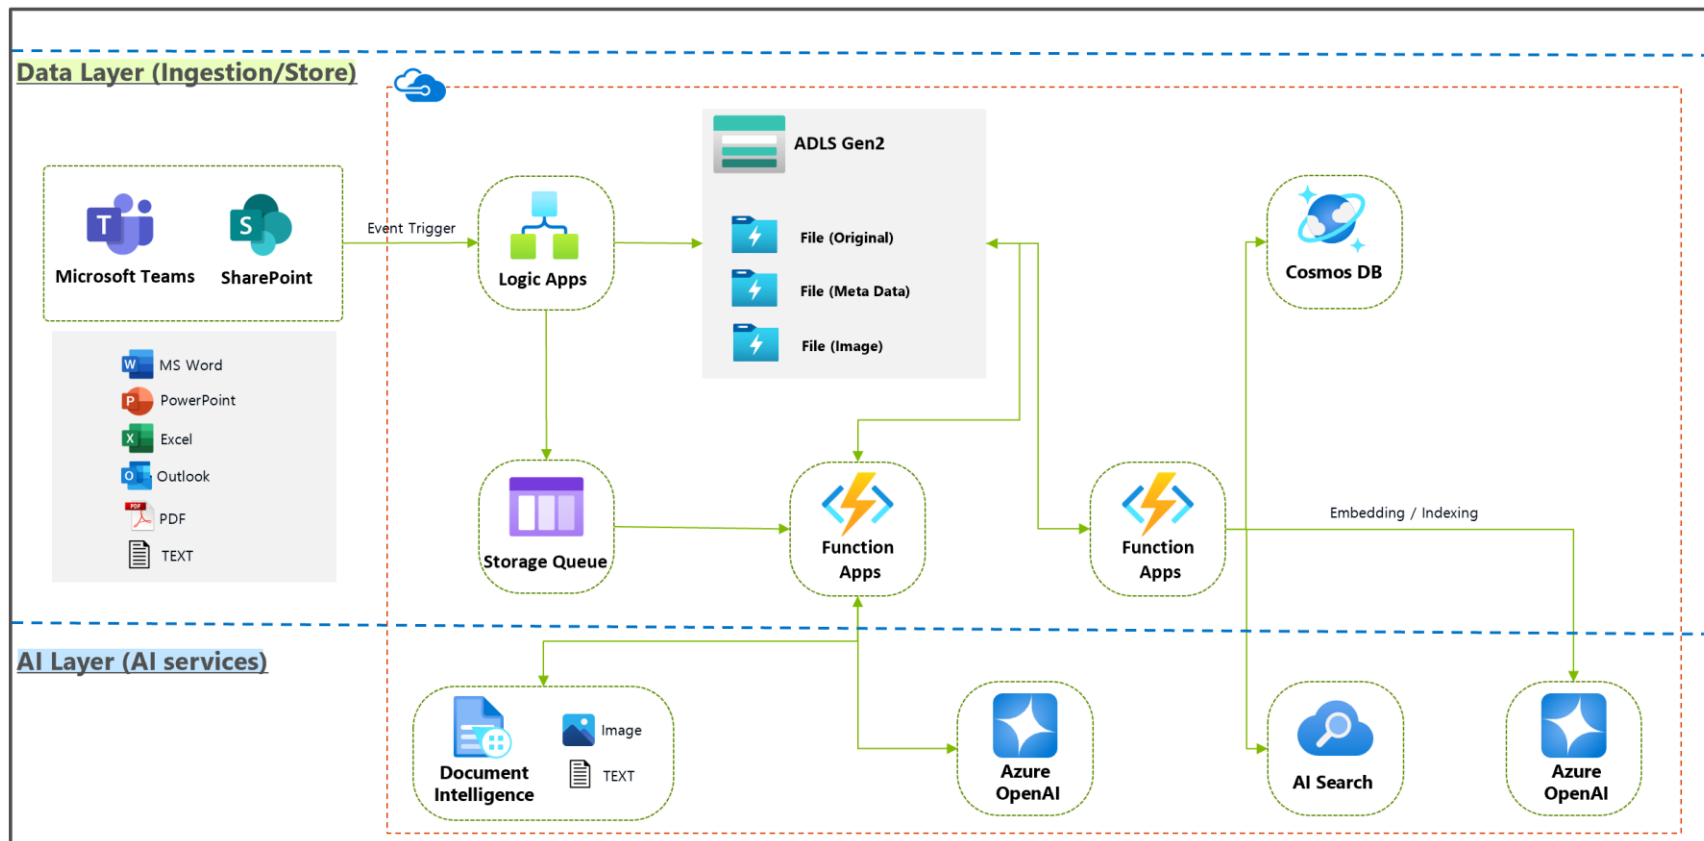 Data Layer (Ingestion/Store)
ADLS Gen2
T
S
Microsoft Teams
SharePoint
Event Trigger
Logic Apps
File (Original)
File (Meta Data)
File (Image)
Cosmos DB
W
MS Word
P
PowerPoint
X
Excel
O
Outlook
PDF
PDF
TEXT
Storage Queue
Function
Apps
Function
Apps
Embedding / Indexing
AI Layer (AI services)
Image
TEXT
Document
Intelligence
Azure
OpenAI
AI Search
Azure
OpenAI